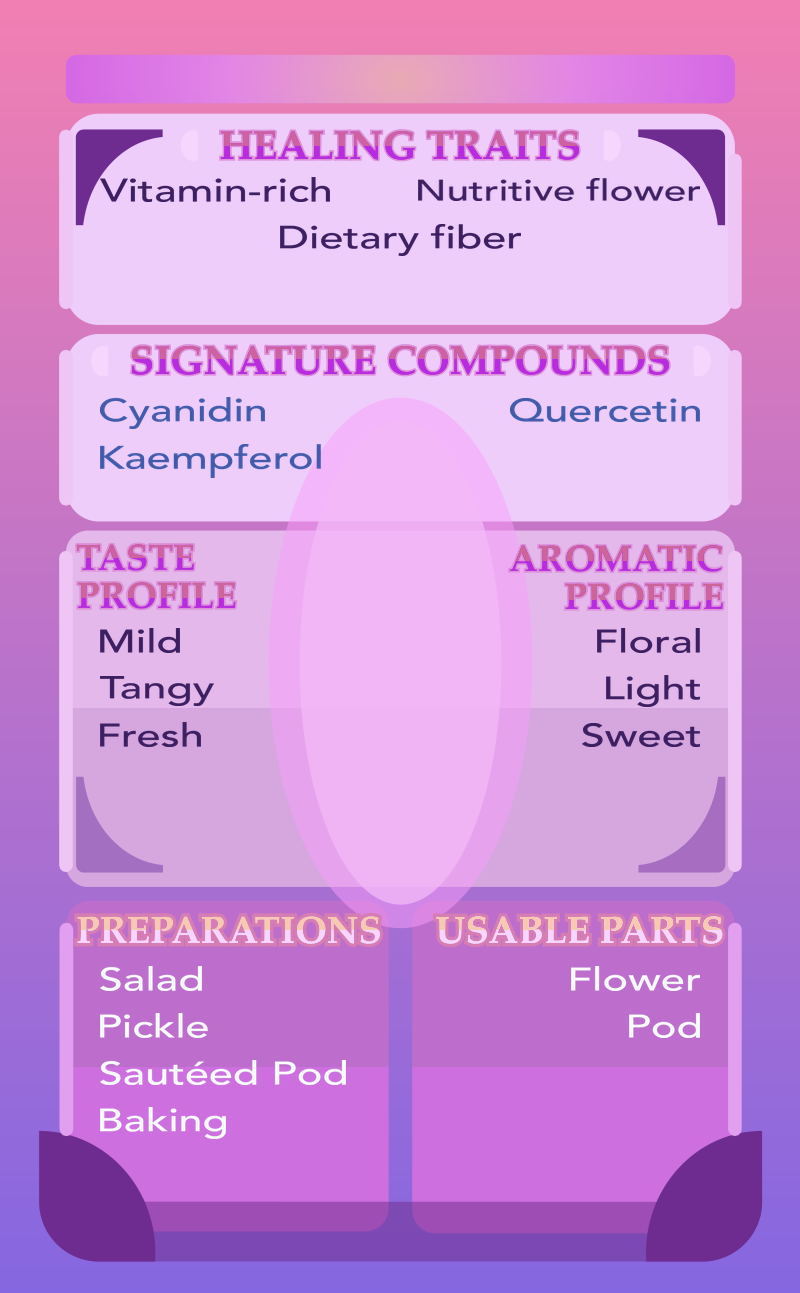 HEALING TRAITS
Vitamin-rich Nutritive flower
Dietary fiber
SIGNATURE COMPOUNDS
Cyanidin Quercetin
Kaempferol
TASTE
PROFILE
Mild
Tangy
Fresh
AROMATIC
PROFILE
Floral
Light
Sweet
PREPARATIONS
Salad
Pickle
Sautéed Pod
Baking
USABLE PARTS
Flower
Pod